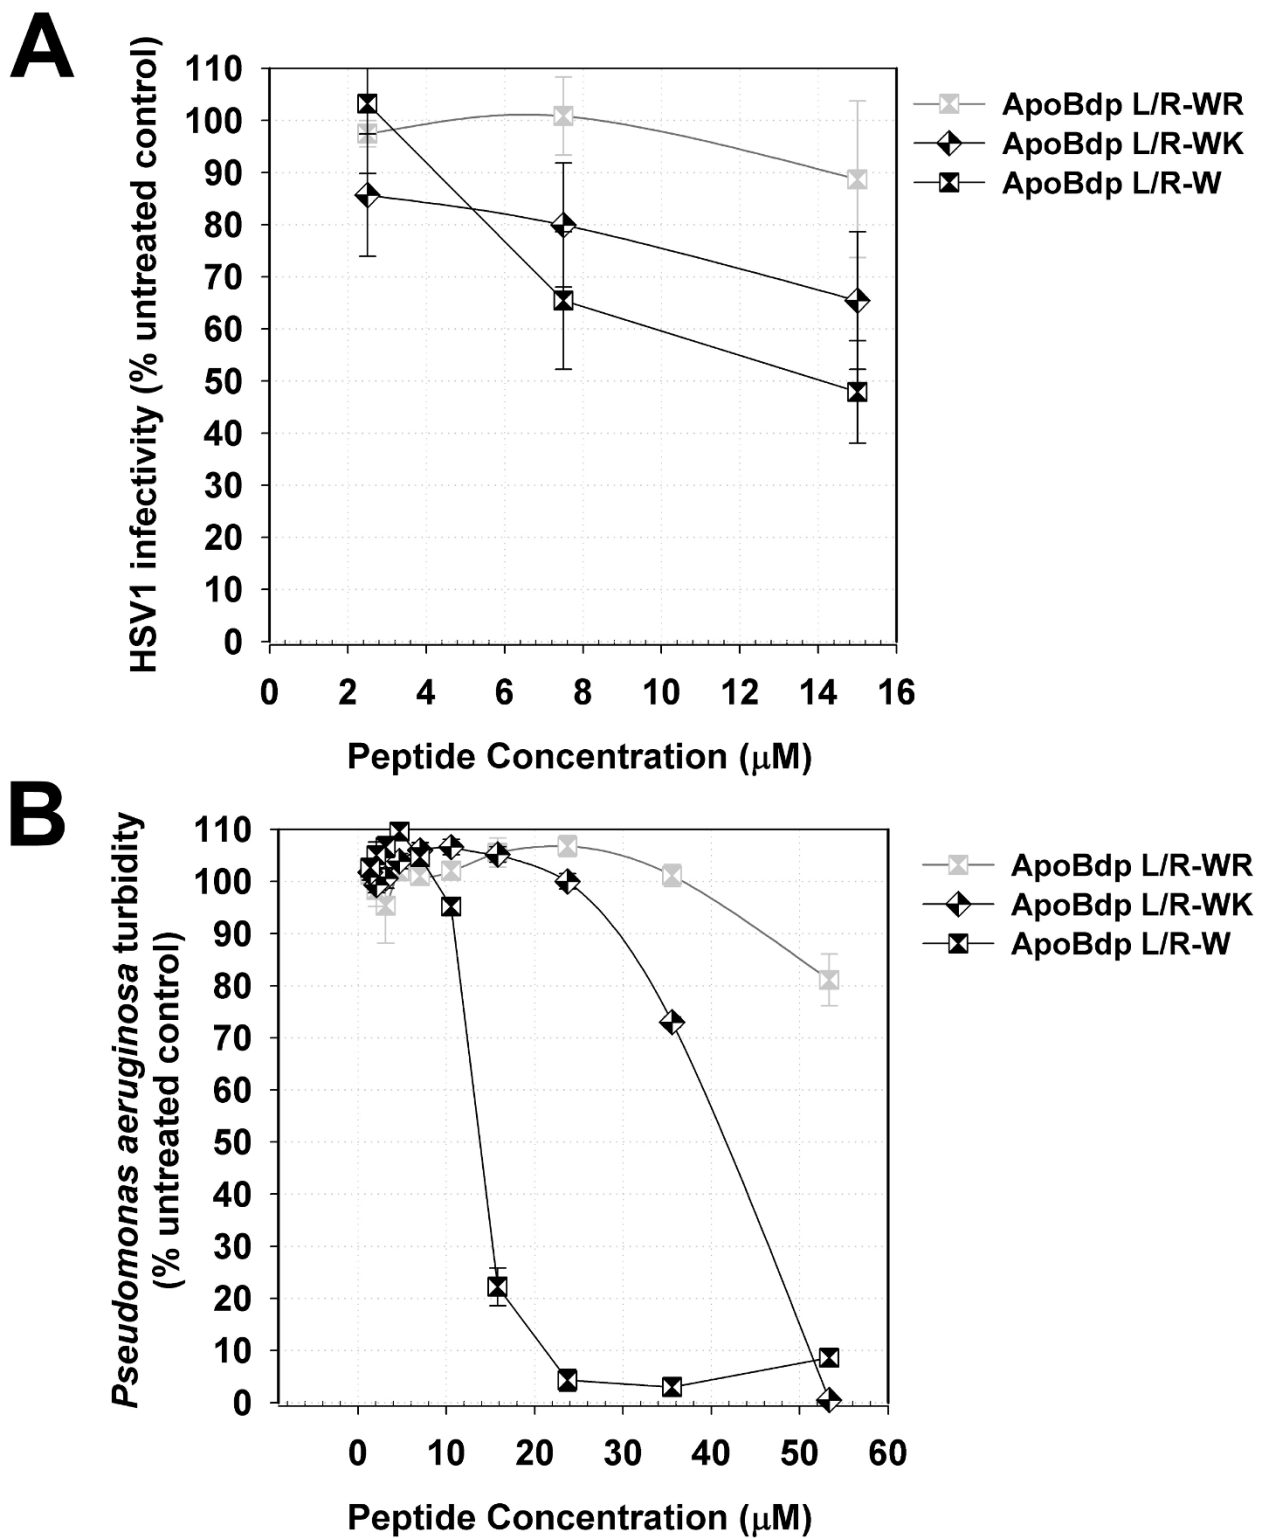 A
HSV1 infectivity (% untreated control)
110
100
90
80
70
60
50
40
30
20
10
0
0 2 4 6 8 10 12 14 16
Peptide Concentration (μM)
ApoBdp L/R-WR
ApoBdp L/R-WK
ApoBdp L/R-W
B
Pseudomonas aeruginosa turbidity
(% untreated control)
110
100
90
80
70
60
50
40
30
20
10
0
0 10 20 30 40 50 60
Peptide Concentration (μM)
ApoBdp L/R-WR
ApoBdp L/R-WK
ApoBdp L/R-W